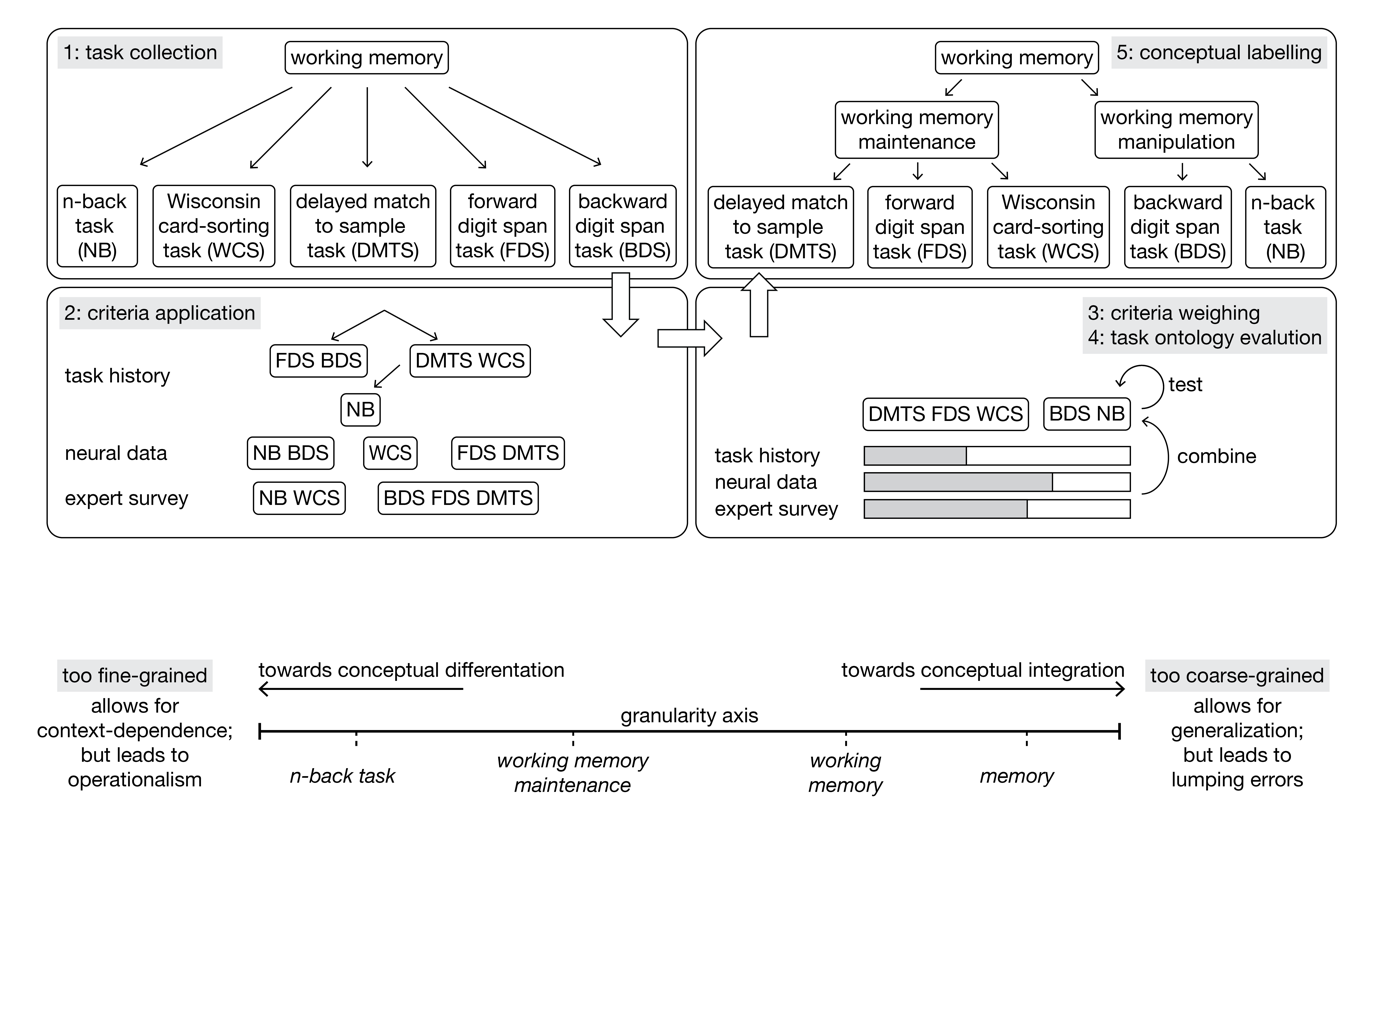 1: task collection
working memory
n-back
task
(NB)
Wisconsin
card-sorting
task (WCS)
delayed match
to sample
task (DMTS)
forward
digit span
task (FDS)
backward
digit span
task (BDS)
5: conceptual labelling
working memory
working memory
maintenance
working memory
manipulation
delayed match
to sample
task (DMTS)
forward
digit span
task (FDS)
Wisconsin
card-sorting
task (WCS)
backward
digit span
task (BDS)
n-back
task
(NB)
2: criteria application
task history
FDS BDS
DMTS WCS
NB
neural data
NB BDS
WCS
FDS DMTS
expert survey
NB WCS
BDS FDS DMTS
3: criteria weighing
4: task ontology evalution
test
DMTS FDS WCS
BDS NB
task history
neural data
expert survey
combine
too fine-grained
allows for
context-dependence;
but leads to
operationalism
towards conceptual differentation
towards conceptual integration
granularity axis
n-back task
working memory
maintenance
working
memory
memory
too coarse-grained
allows for
generalization;
but leads to
lumping errors